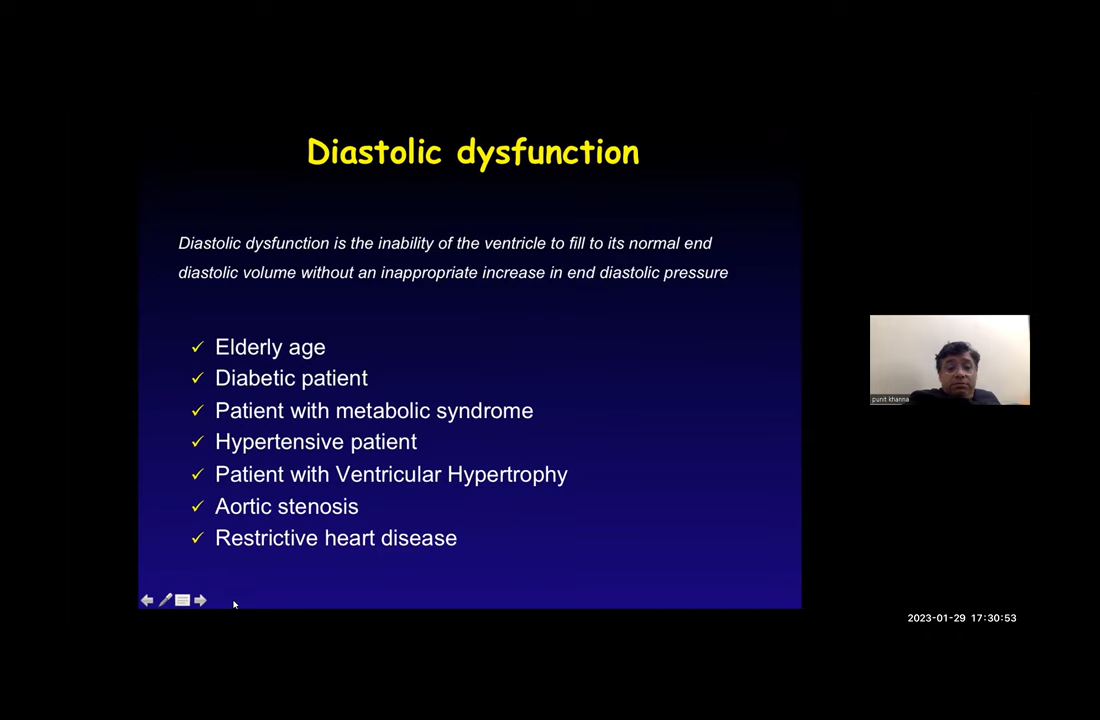 Diastolic dysfunction
Diastolic dysfunction is the inability of the ventricle to fill to its normal end
diastolic volume without an inappropriate increase in end diastolic pressure
✓ Elderly age
✓ Diabetic patient
✓ Patient with metabolic syndrome
✓ Hypertensive patient
✓ Patient with Ventricular Hypertrophy
✓ Aortic stenosis
✓ Restrictive heart disease
punit khanna
2023-01-29 17:30:53